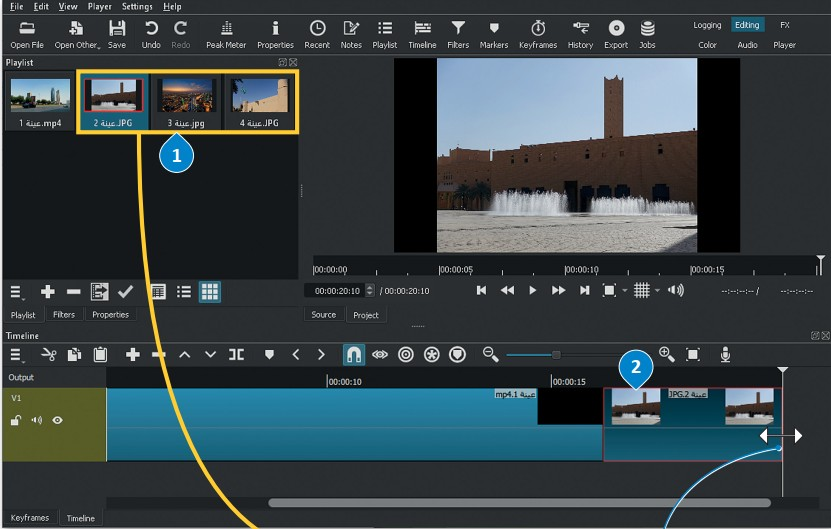 File Edit View Player Settings Help
Open File Open Other Save Undo Redo Peak Meter Properties Recent Notes Playlist Timeline Filters Markers Keyframes History Export Jobs
Logging Editing FX
Color Audio Player
Playlist
عينة 1.mp4
عينة 2.JPG
عينة 3.jpg
عينة 4.JPG
1
00:00:00 00:00:05 00:00:10 00:00:15
00:00:20:10 / 00:00:20:10 --:--:--:-- / --:--:--:--
Playlist Filters Properties
Source Project
Timeline
2
Output
00:00:10 00:00:15
V1
عينة 1.mp4
عينة 2.JPG
Keyframes Timeline